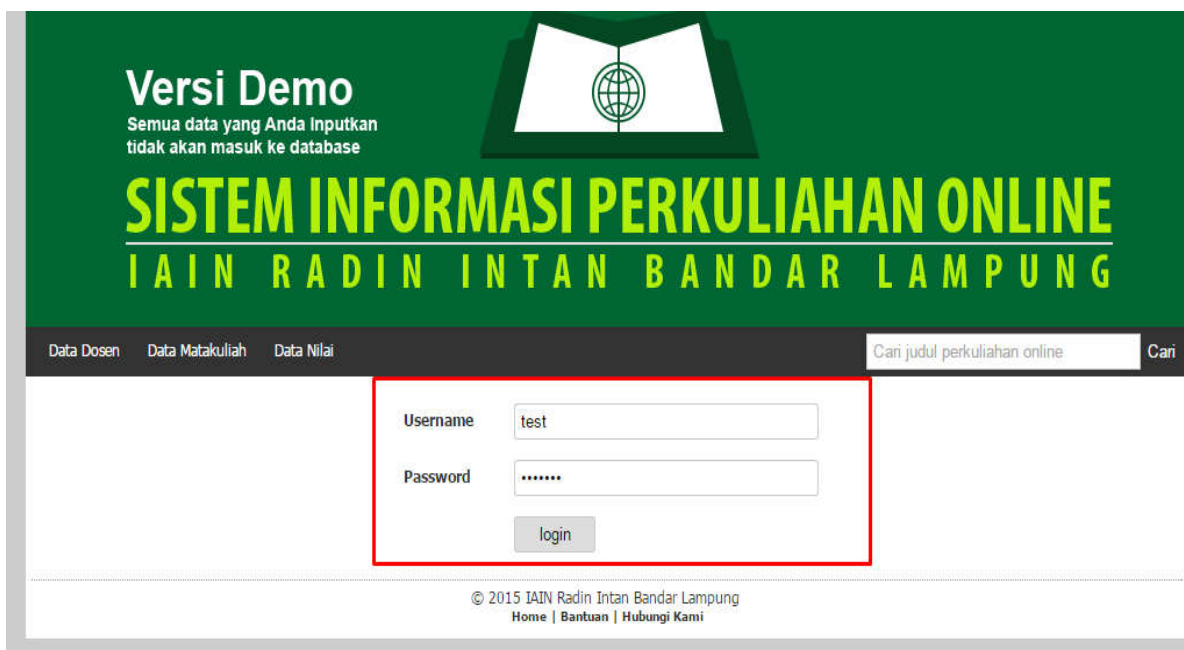 Versi Demo
Semua data yang Anda Inputkan
tidak akan masuk ke database
SISTEM INFORMASI PERKULIAHAN ONLINE
IAIN RADIN INTAN BANDAR LAMPUNG
Data Dosen Data Matakuliah Data Nilai Cari judul perkuliahan online Cari
Username test
Password •••••••
login
© 2015 IAIN Radin Intan Bandar Lampung
Home | Bantuan | Hubungi Kami